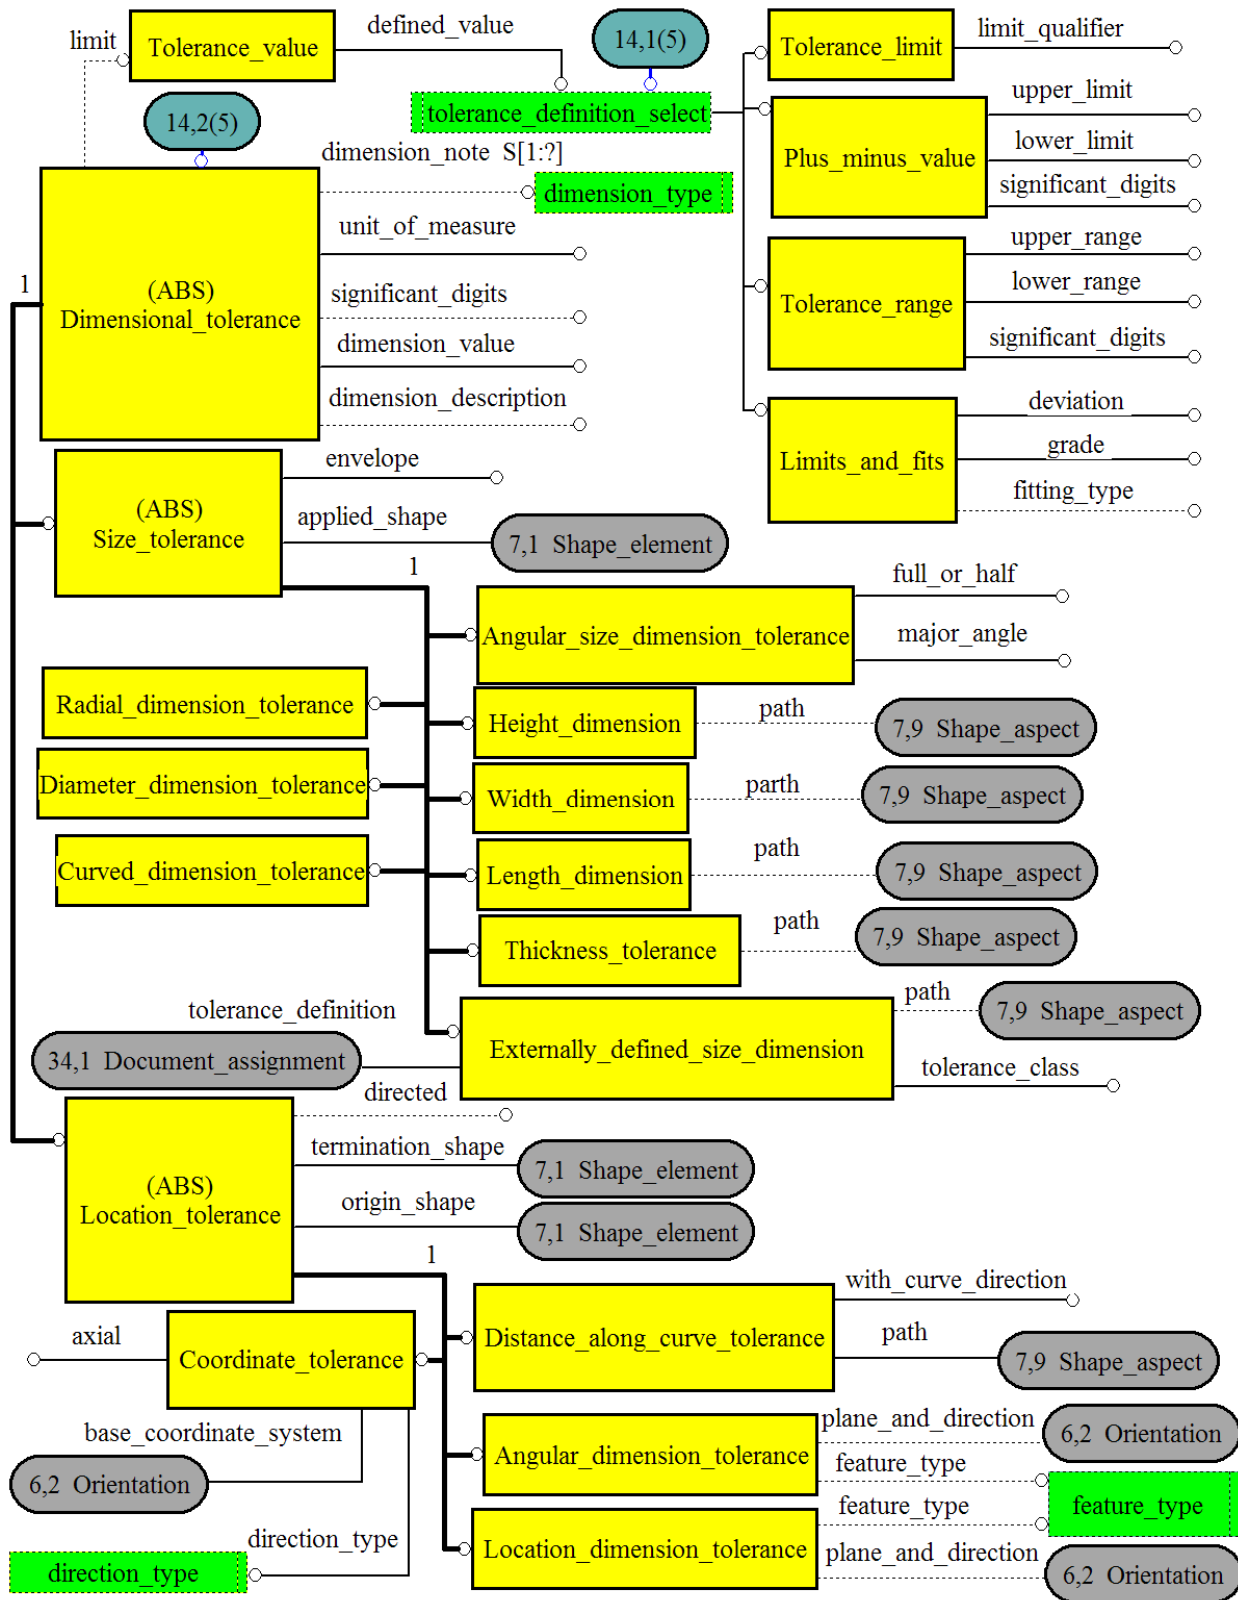 limit
Tolerance_value
defined_value
14,1(5)
Tolerance_limit
limit_qualifier
14,2(5)
tolerance_definition_select
upper_limit
Plus_minus_value
lower_limit
significant_digits
dimension_note S[1:?]
dimension_type
unit_of_measure
upper_range
1
(ABS)
Dimensional_tolerance
significant_digits
Tolerance_range
lower_range
dimension_value
significant_digits
dimension_description
deviation
Limits_and_fits
grade
fitting_type
envelope
(ABS)
Size_tolerance
applied_shape
7,1 Shape_element
1
full_or_half
Angular_size_dimension_tolerance
major_angle
Radial_dimension_tolerance
Height_dimension
path
7,9 Shape_aspect
Diameter_dimension_tolerance
Width_dimension
parth
7,9 Shape_aspect
Curved_dimension_tolerance
Length_dimension
path
7,9 Shape_aspect
Thickness_tolerance
path
7,9 Shape_aspect
tolerance_definition
34,1 Document_assignment
Externally_defined_size_dimension
path
7,9 Shape_aspect
tolerance_class
directed
termination_shape
7,1 Shape_element
(ABS)
Location_tolerance
origin_shape
7,1 Shape_element
1
with_curve_direction
axial
Coordinate_tolerance
Distance_along_curve_tolerance
path
7,9 Shape_aspect
base_coordinate_system
6,2 Orientation
Angular_dimension_tolerance
plane_and_direction
6,2 Orientation
feature_type
feature_type
feature_type
direction_type
direction_type
Location_dimension_tolerance
plane_and_direction
6,2 Orientation